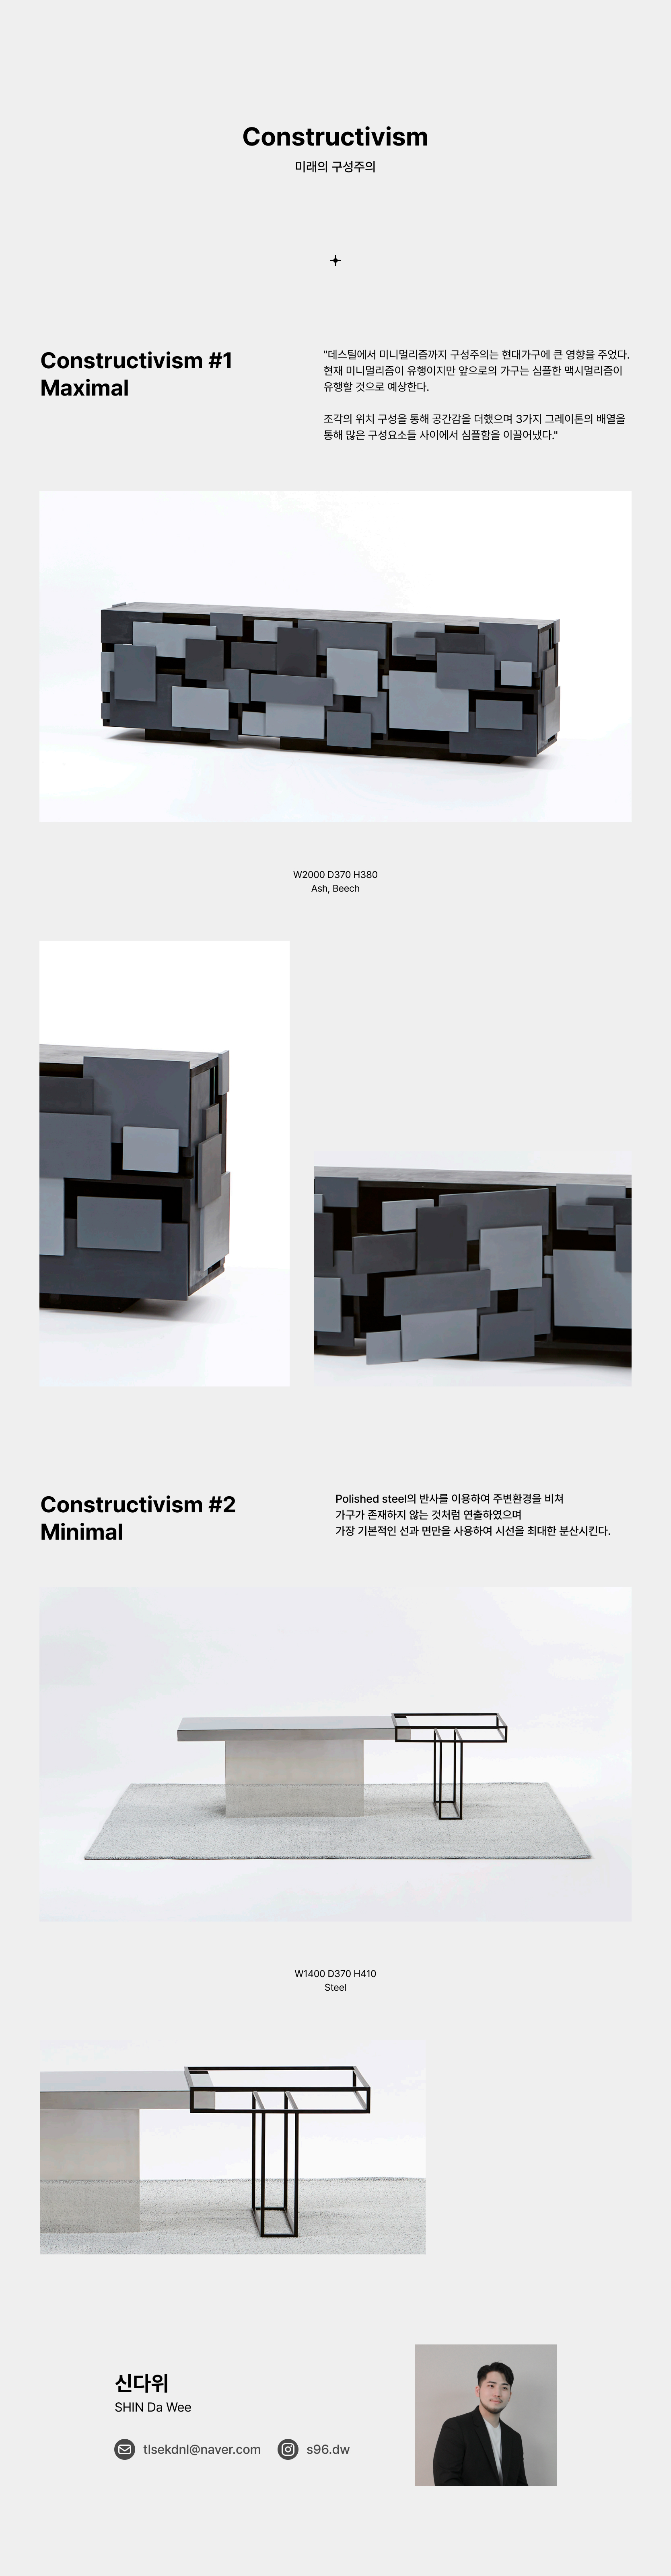 Constructivism
미래의 구성주의
Constructivism #1
Maximal
"데스틸에서 미니멀리즘까지 구성주의는 현대가구에 큰 영향을 주었다.
현재 미니멀리즘이 유행이지만 앞으로의 가구는 심플한 맥시멀리즘이
유행할 것으로 예상한다.
조각의 위치 구성을 통해 공간감을 더했으며 3가지 그레이톤의 배열을
통해 많은 구성요소들 사이에서 심플함을 이끌어냈다."
W2000 D370 H380
Ash, Beech
Constructivism #2
Minimal
Polished steel의 반사를 이용하여 주변환경을 비쳐
가구가 존재하지 않는 것처럼 연출하였으며
가장 기본적인 선과 면만을 사용하여 시선을 최대한 분산시킨다.
W1400 D370 H410
Steel
신다위
SHIN Da Wee
tlsekdnl@naver.com
s96.dw